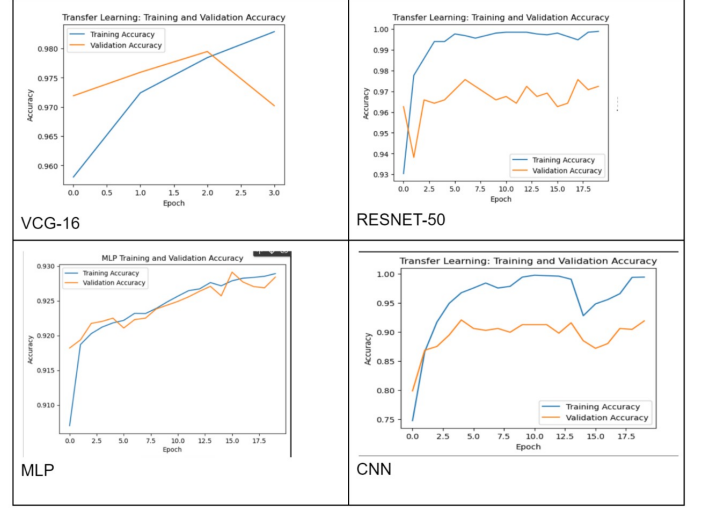 Transfer Learning: Training and Validation Accuracy
Training Accuracy
Validation Accuracy
0.980
0.975
0.970
0.965
0.960
Accuracy
0.0 0.5 1.0 1.5 2.0 2.5 3.0
Epoch
VCG-16
Transfer Learning: Training and Validation Accuracy
1.00
0.99
0.98
0.97
0.96
0.95
0.94
0.93
Accuracy
Training Accuracy
Validation Accuracy
0.0 2.5 5.0 7.5 10.0 12.5 15.0 17.5
Epoch
RESNET-50
MLP Training and Validation Accuracy
Training Accuracy
Validation Accuracy
0.930
0.925
0.920
0.915
0.910
Accuracy
0.0 2.5 5.0 7.5 10.0 12.5 15.0 17.5
Epoch
MLP
Transfer Learning: Training and Validation Accuracy
1.00
0.95
0.90
0.85
0.80
0.75
Accuracy
Training Accuracy
Validation Accuracy
0.0 2.5 5.0 7.5 10.0 12.5 15.0 17.5
Epoch
CNN